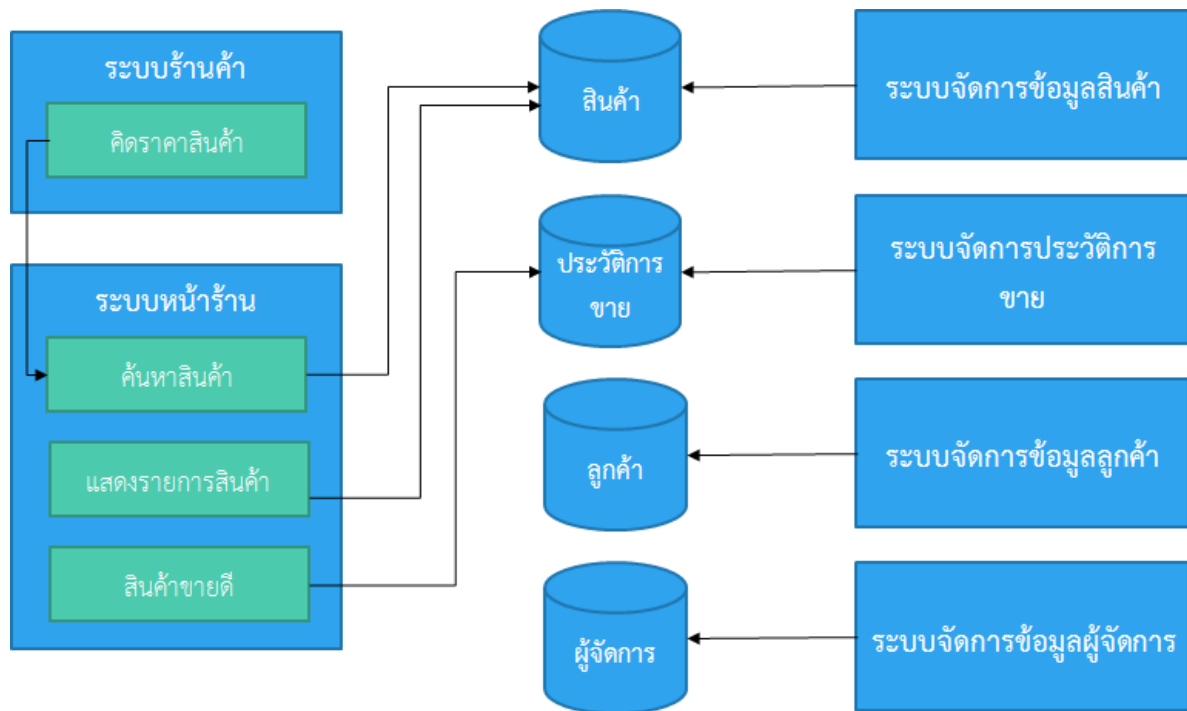 ระบบร้านค้า
คิดราคาสินค้า
ระบบหน้าร้าน
ค้นหาสินค้า
แสดงรายการสินค้า
สินค้าขายดี
สินค้า
ประวัติการ
ขาย
ลูกค้า
ผู้จัดการ
ระบบจัดการข้อมูลสินค้า
ระบบจัดการประวัติการ
ขาย
ระบบจัดการข้อมูลลูกค้า
ระบบจัดการข้อมูลผู้จัดการ